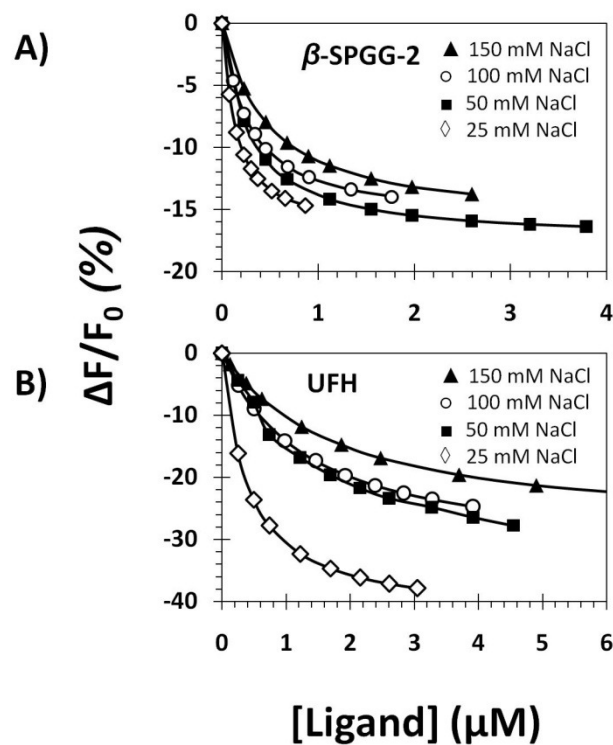 A)
β-SPGG-2
▲ 150 mM NaCl
○ 100 mM NaCl
■ 50 mM NaCl
◇ 25 mM NaCl
0
-5
-10
-15
-20
0 1 2 3 4
ΔF/F0 (%)
B)
UFH
▲ 150 mM NaCl
○ 100 mM NaCl
■ 50 mM NaCl
◇ 25 mM NaCl
0
-10
-20
-30
-40
0 1 2 3 4 5 6
[Ligand] (μM)